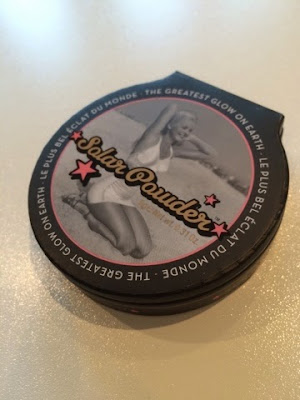 Solar Powder
THE GREATEST GLOW ON EARTH · LE PLUS BEL ÉCLAT DU MONDE · THE GREATEST GLOW ON EARTH · LE PLUS BEL ÉCLAT DU MONDE ·